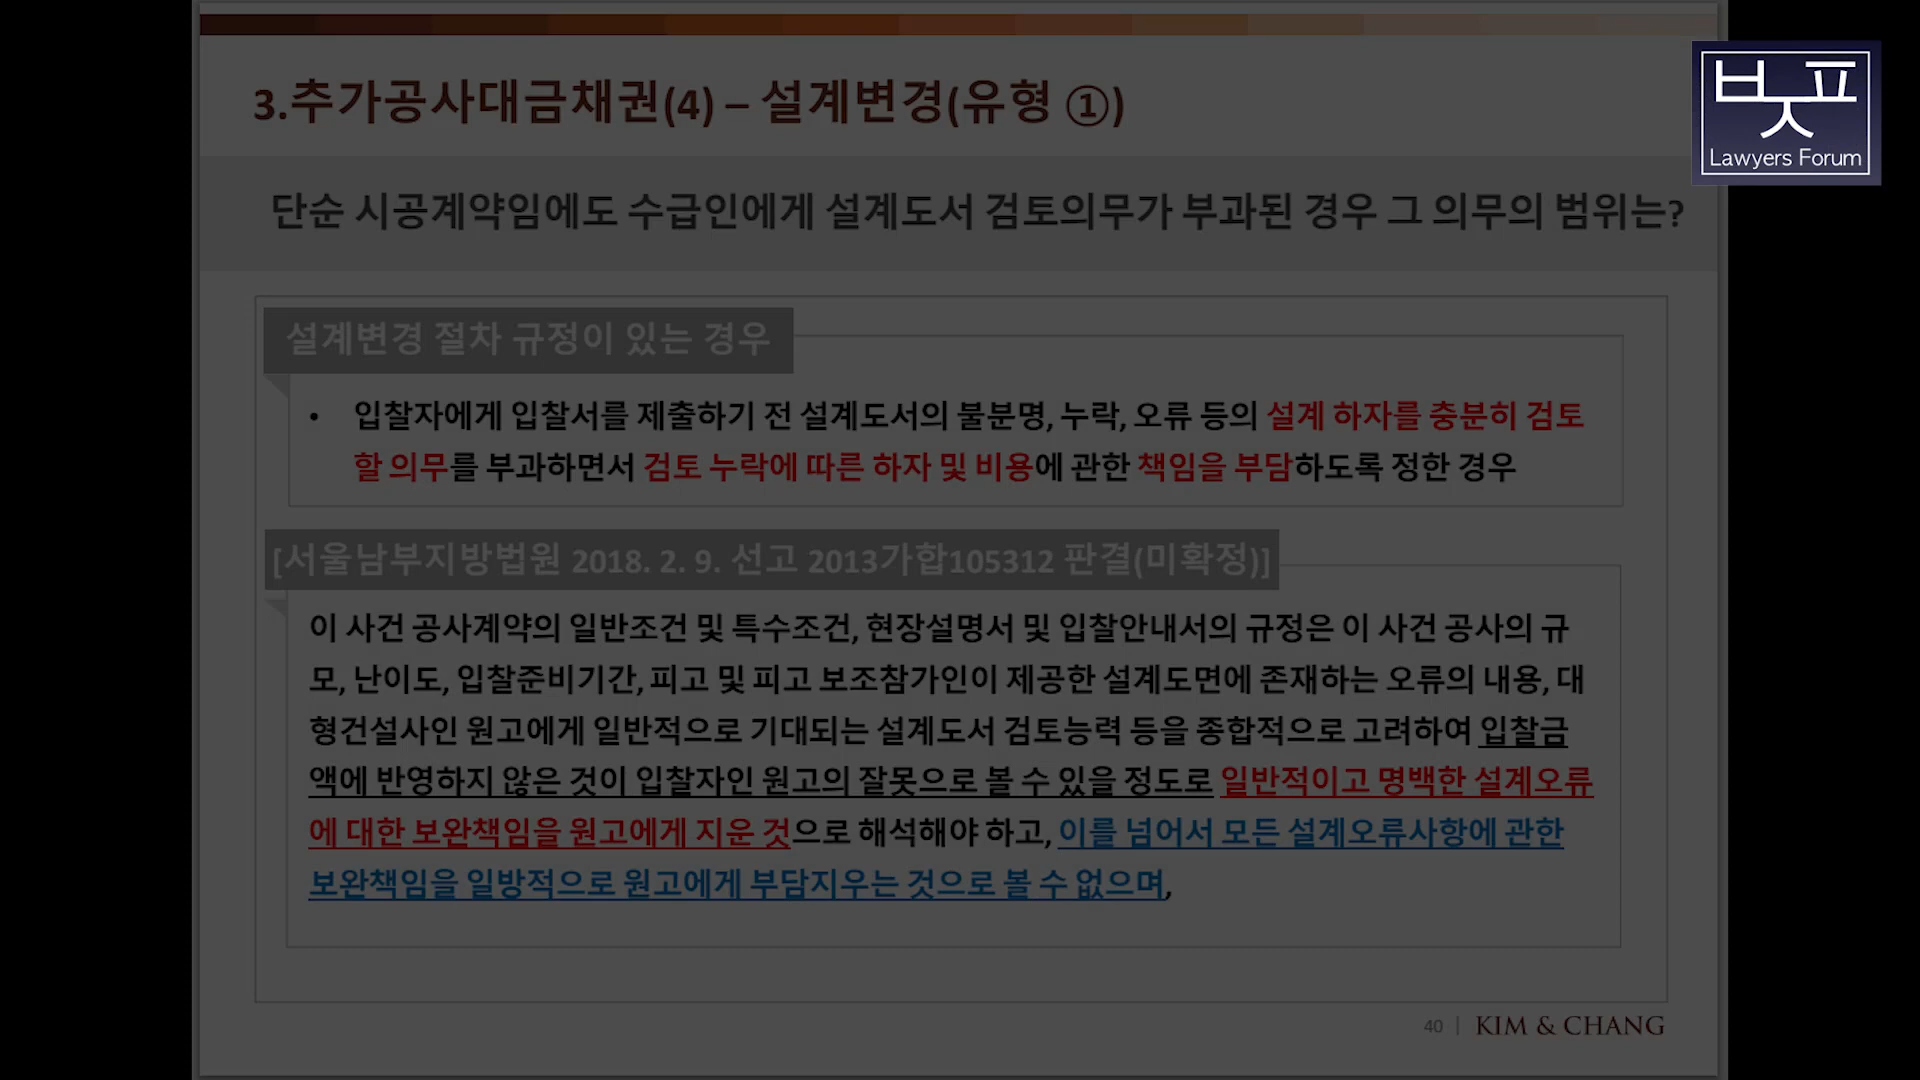 3.추가공사대금채권(4) – 설계변경(유형 ①)
붓프
Lawyers Forum
단순 시공계약임에도 수급인에게 설계도서 검토의무가 부과된 경우 그 의무의 범위는?
설계변경 절차 규정이 있는 경우
• 입찰자에게 입찰서를 제출하기 전 설계도서의 불분명, 누락, 오류 등의 설계 하자를 충분히 검토
할 의무를 부과하면서 검토 누락에 따른 하자 및 비용에 관한 책임을 부담하도록 정한 경우
[서울남부지방법원 2018. 2. 9. 선고 2013가합105312 판결(미확정)]
이 사건 공사계약의 일반조건 및 특수조건, 현장설명서 및 입찰안내서의 규정은 이 사건 공사의 규
모, 난이도, 입찰준비기간, 피고 및 피고 보조참가인이 제공한 설계도면에 존재하는 오류의 내용, 대
형건설사인 원고에게 일반적으로 기대되는 설계도서 검토능력 등을 종합적으로 고려하여 입찰금
액에 반영하지 않은 것이 입찰자인 원고의 잘못으로 볼 수 있을 정도로 일반적이고 명백한 설계오류
에 대한 보완책임을 원고에게 지운 것으로 해석해야 하고, 이를 넘어서 모든 설계오류사항에 관한
보완책임을 일방적으로 원고에게 부담지우는 것으로 볼 수 없으며,
40 | KIM & CHANG